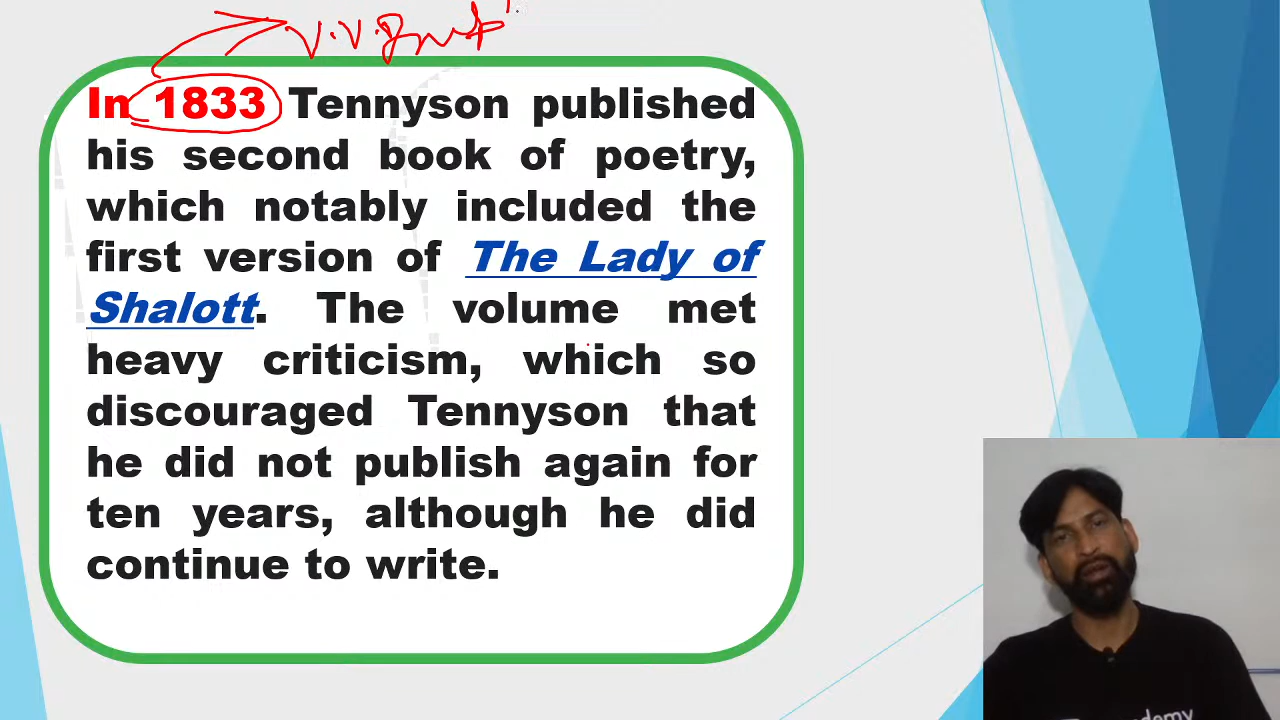 V.V.Imp
In 1833 Tennyson published
his second book of poetry,
which notably included the
first version of The Lady of
Shalott. The volume met
heavy criticism, which so
discouraged Tennyson that
he did not publish again for
ten years, although he did
continue to write.